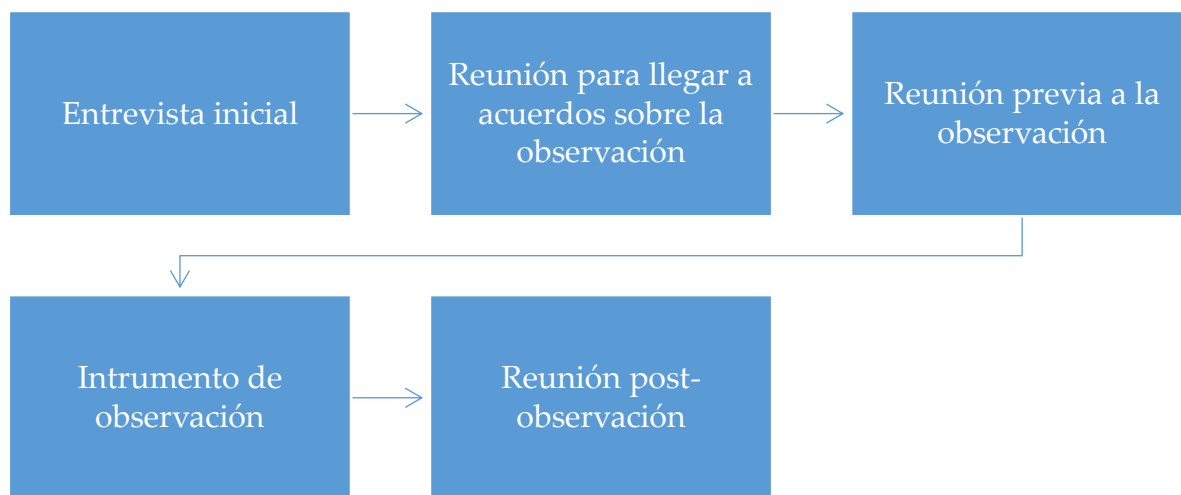 Entrevista inicial
Reunión para llegar a
acuerdos sobre la
observación
Reunión previa a la
observación
Intrumento de
observación
Reunión post-
observación